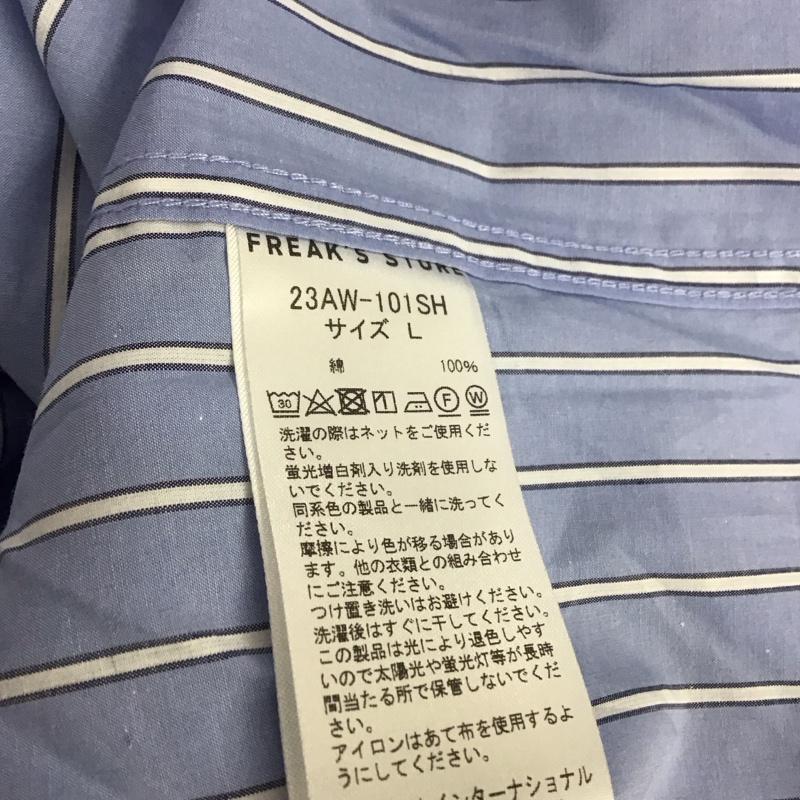 FREAK'S STORE
23AW-101SH
サイズ L
綿 100%
30 F W
洗濯の際はネットをご使用くだ
さい。
蛍光増白剤入り洗剤を使用しな
いでください。
同系色の製品と一緒に洗ってく
ださい。
摩擦により色が移る場合があり
ます。他の衣類との組み合わせ
にご注意ください。
つけ置き洗いはお避けください。
洗濯後はすぐに干してください。
この製品は光により退色しやす
いので太陽光や蛍光灯等が長時
間当たる所で保管しないでくだ
さい。
アイロンはあて布を使用するよ
うにしてください。
インターナショナル